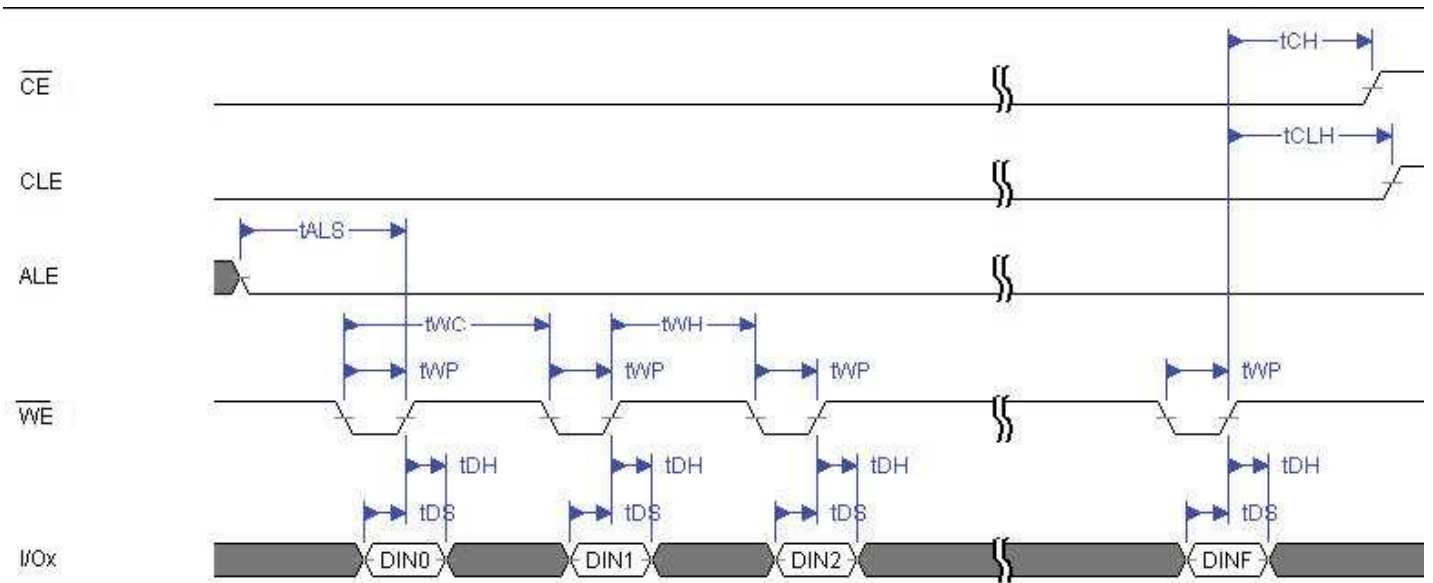 tCH
CE
tCLH
CLE
tALS
ALE
tWC tWH
tWP tWP tWP tWP
WE
tDH tDH tDH tDH
tDS tDS tDS tDS
I/Ox DIN0 DIN1 DIN2 DINF